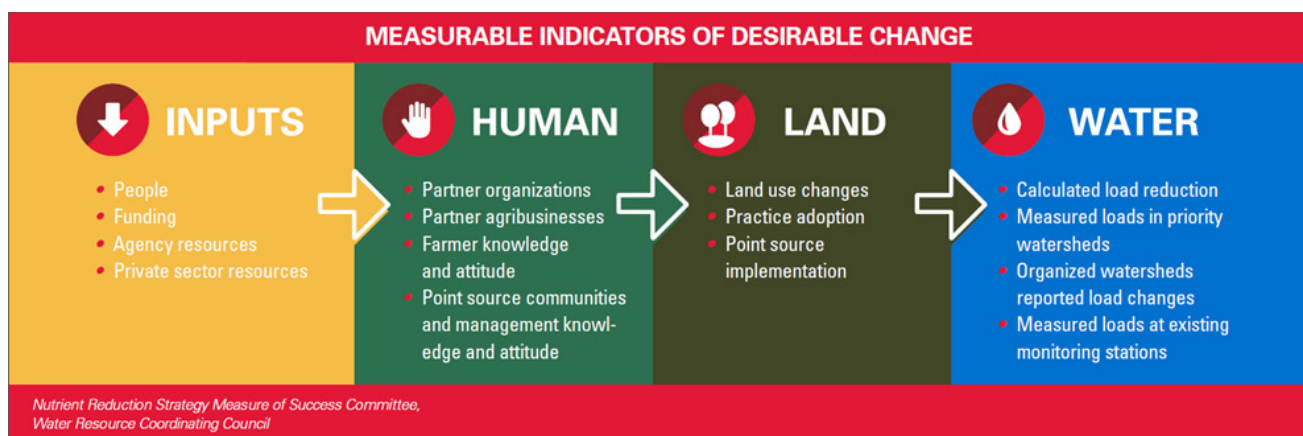 MEASURABLE INDICATORS OF DESIRABLE CHANGE
INPUTS
• People
• Funding
• Agency resources
• Private sector resources
HUMAN
• Partner organizations
• Partner agribusinesses
• Farmer knowledge
and attitude
• Point source communities
and management knowl-
edge and attitude
LAND
• Land use changes
• Practice adoption
• Point source
implementation
WATER
• Calculated load reduction
• Measured loads in priority
watersheds
• Organized watersheds
reported load changes
• Measured loads at existing
monitoring stations
Nutrient Reduction Strategy Measure of Success Committee,
Water Resource Coordinating Council